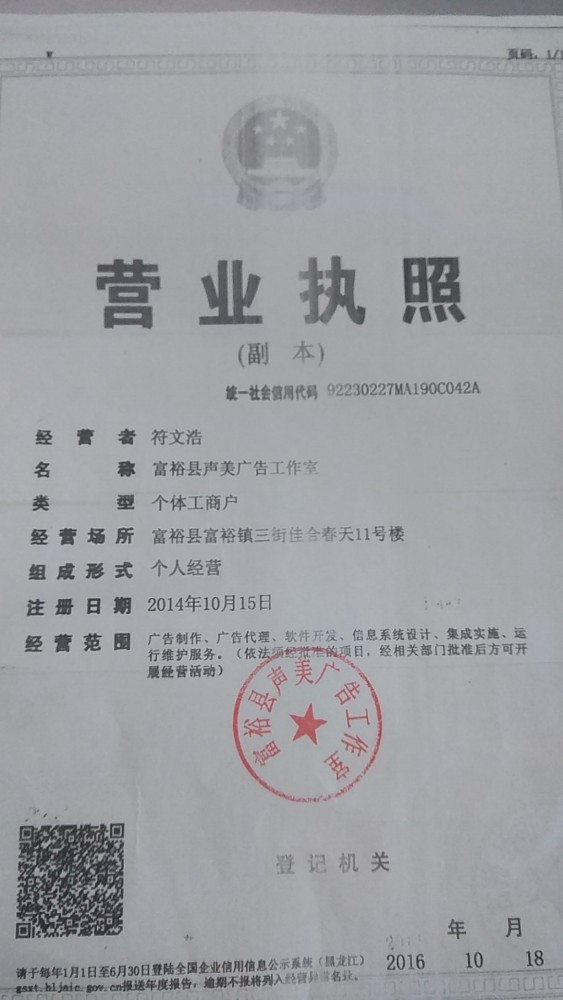 页码, 1/1
营业执照
(副 本)
统一社会信用代码 92230227MA190C042A
经营者 符文浩
名称 富裕县声美广告工作室
类型 个体工商户
经营场所 富裕县富裕镇三街佳合春天11号楼
组成形式 个人经营
注册日期 2014年10月15日
经营范围 广告制作、广告代理、软件开发、信息系统设计、集成实施、运
行维护服务。(依法须经批准的项目，经相关部门批准后方可开
展经营活动)
富裕县声美广告工作室
登记机关
年 月
2016 10 18
请于每年1月1日至6月30日登陆全国企业信用信息公示系统(黑龙江)
gsxt.hljaic.gov.cn报送年度报告，逾期不报将列入经营异常名录。